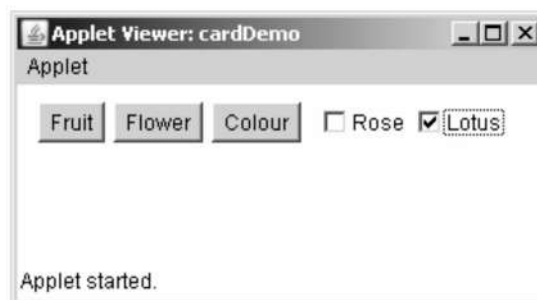 Applet Viewer: cardDemo
Applet
Fruit Flower Colour Rose Lotus
Applet started.